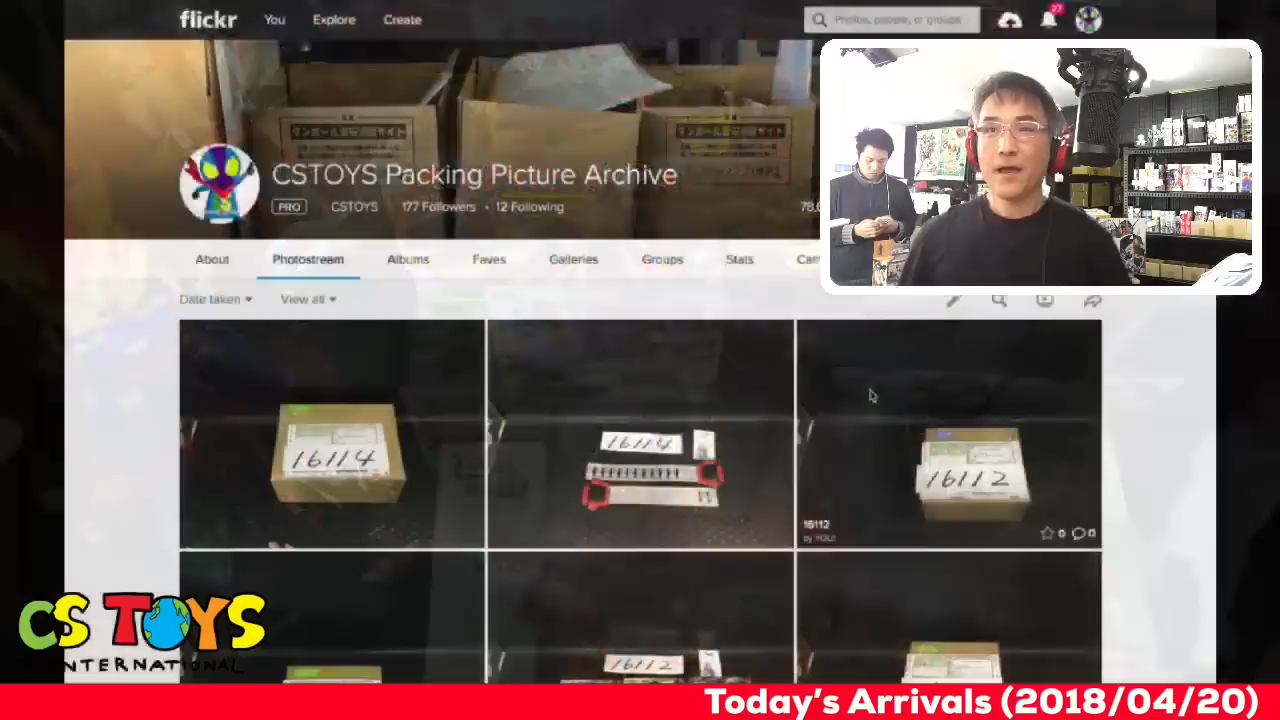 flickr
You
Explore
Create
Photos, people, or groups
27
CSTOYS Packing Picture Archive
PRO
CSTOYS
177 Followers • 12 Following
About
Photostream
Albums
Faves
Galleries
Groups
Stats
Date taken
View all
16114
16114
16112
16112
by YOU!
0
0
16112
CS TOYS
INTERNATIONAL
Today's Arrivals (2018/04/20)